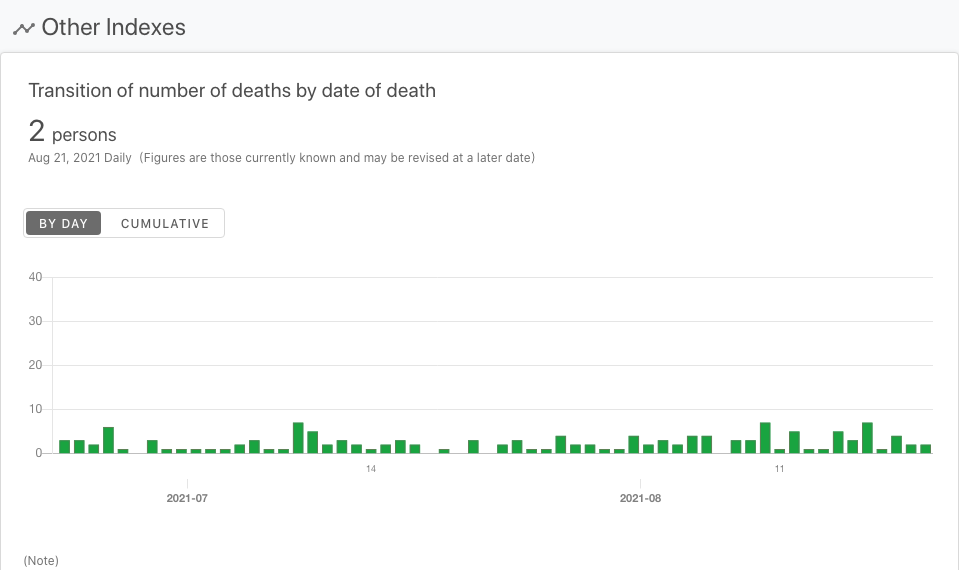 Other Indexes
Transition of number of deaths by date of death
2 persons
Aug 21, 2021 Daily (Figures are those currently known and may be revised at a later date)
BY DAY CUMULATIVE
40
30
20
10
0
14 11
2021-07 2021-08
(Note)